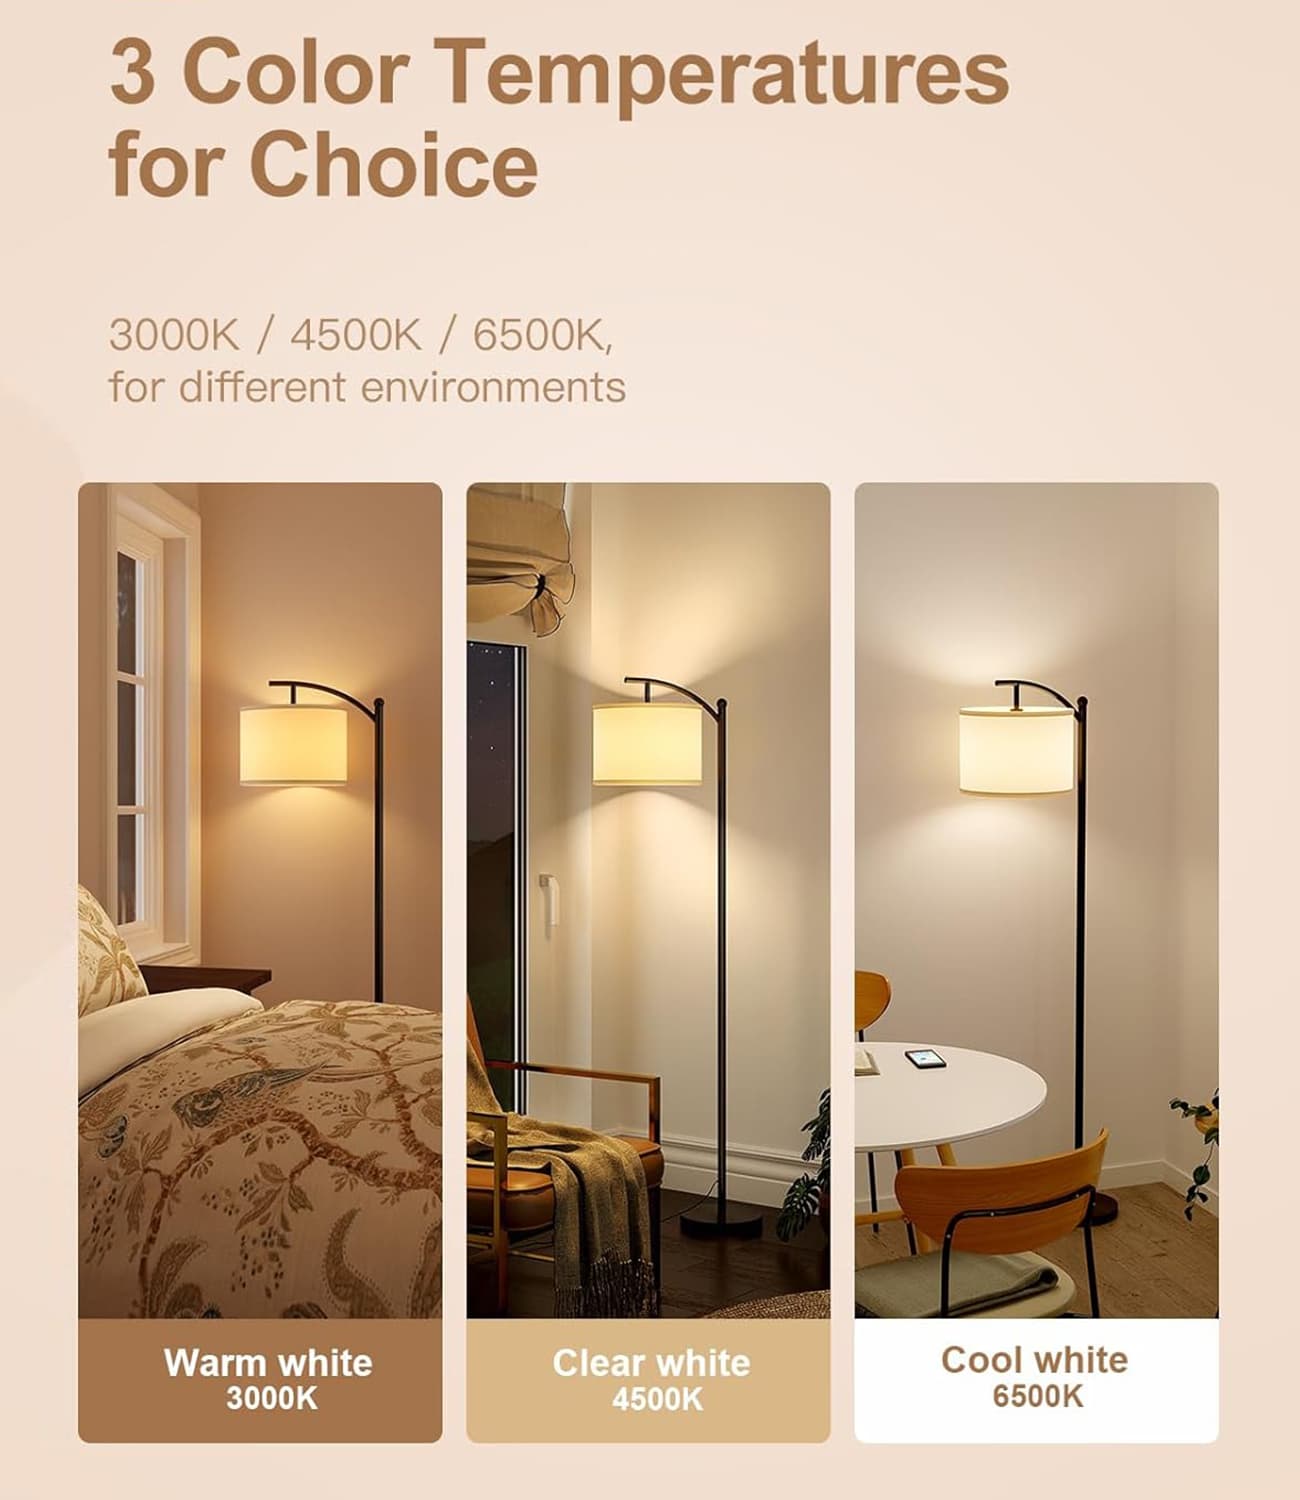 3 Color Temperatures
for Choice
3000K / 4500K / 6500K,
for different environments
Warm white
3000K
Clear white
4500K
Cool white
6500K